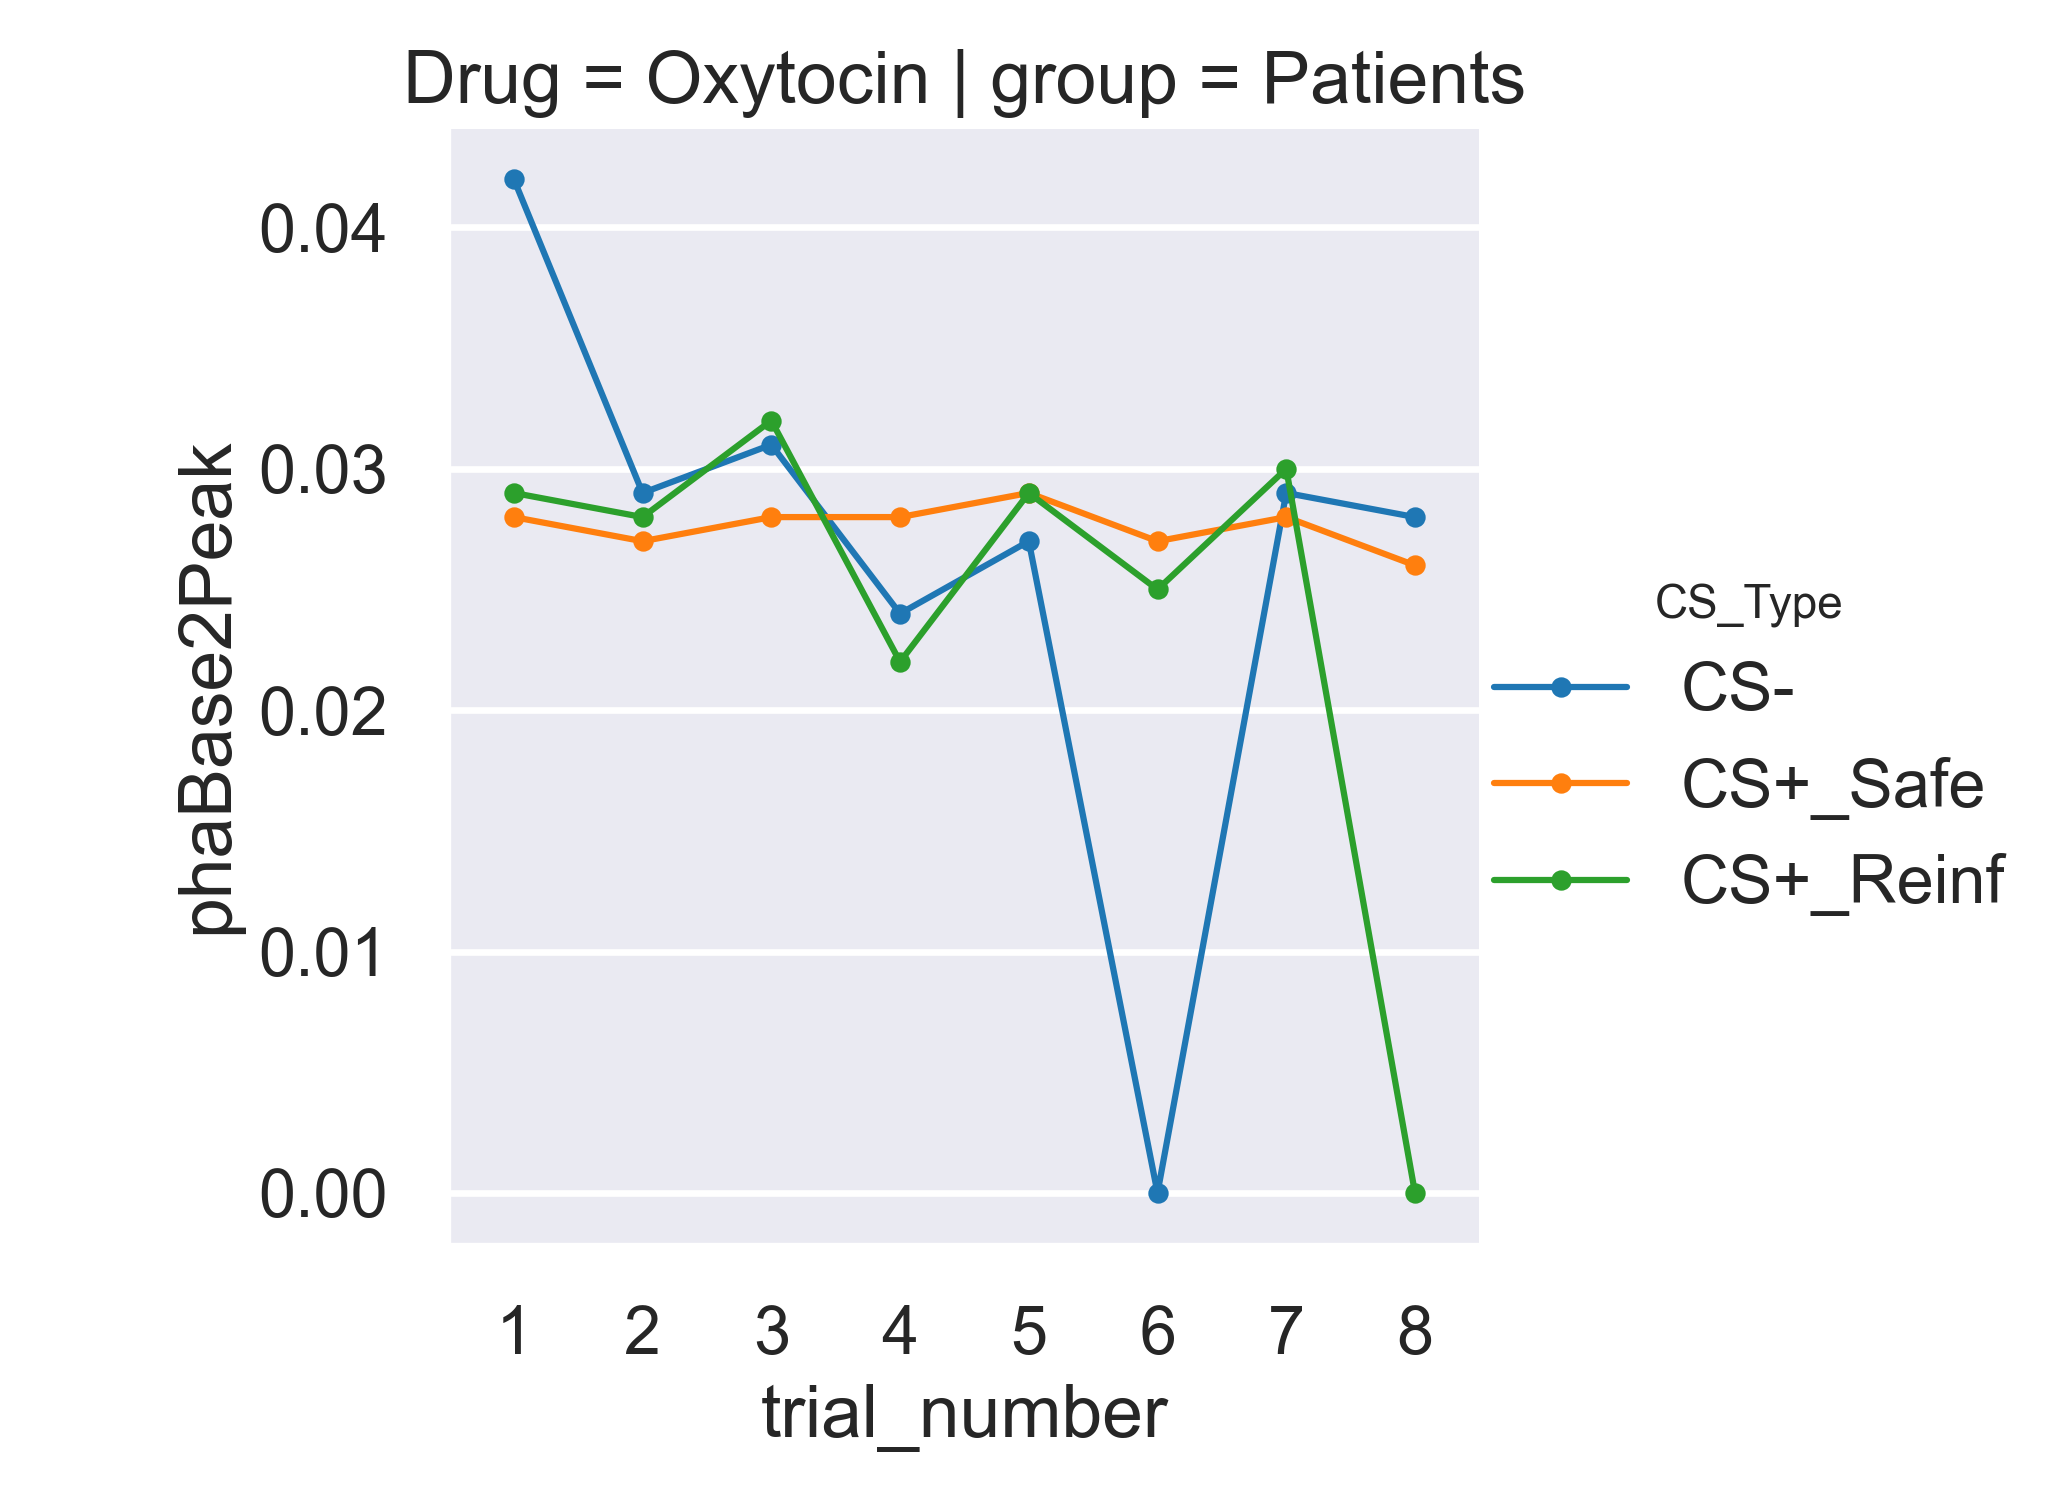 Drug = Oxytocin | group = Patients
phaBase2Peak
0.04
0.03
0.02
0.01
0.00
1 2 3 4 5 6 7 8
trial_number
CS_Type
CS-
CS+_Safe
CS+_Reinf